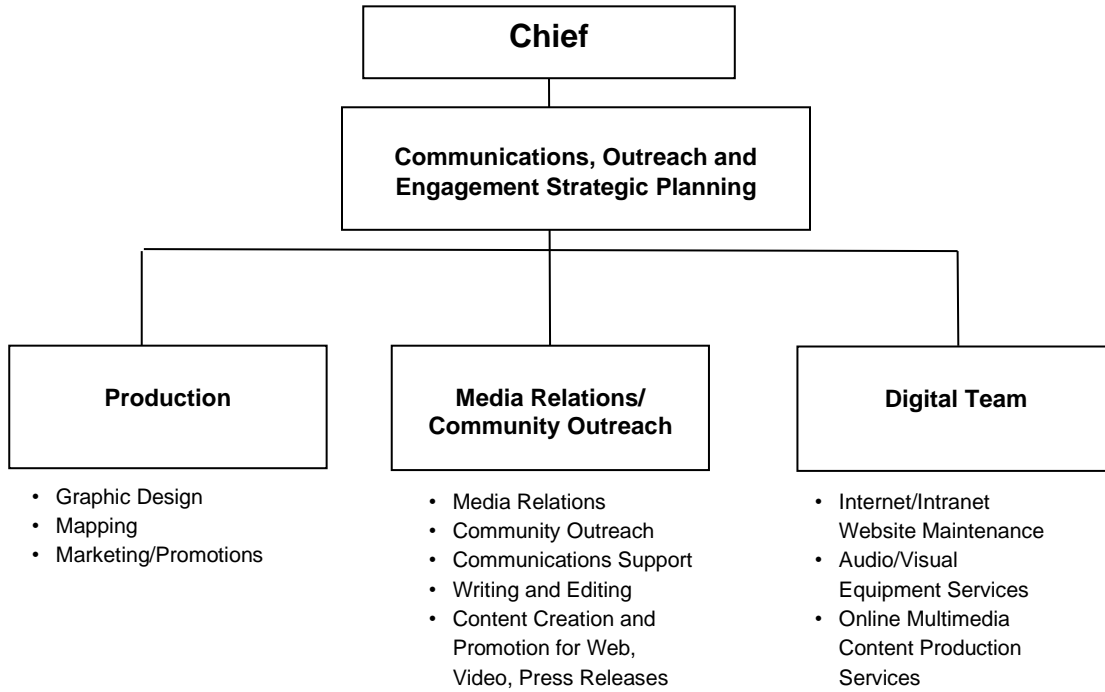 Chief
Communications, Outreach and
Engagement Strategic Planning
Production
• Graphic Design
• Mapping
• Marketing/Promotions
Media Relations/
Community Outreach
• Media Relations
• Community Outreach
• Communications Support
• Writing and Editing
• Content Creation and
Promotion for Web,
Video, Press Releases
Digital Team
• Internet/Intranet
Website Maintenance
• Audio/Visual
Equipment Services
• Online Multimedia
Content Production
Services